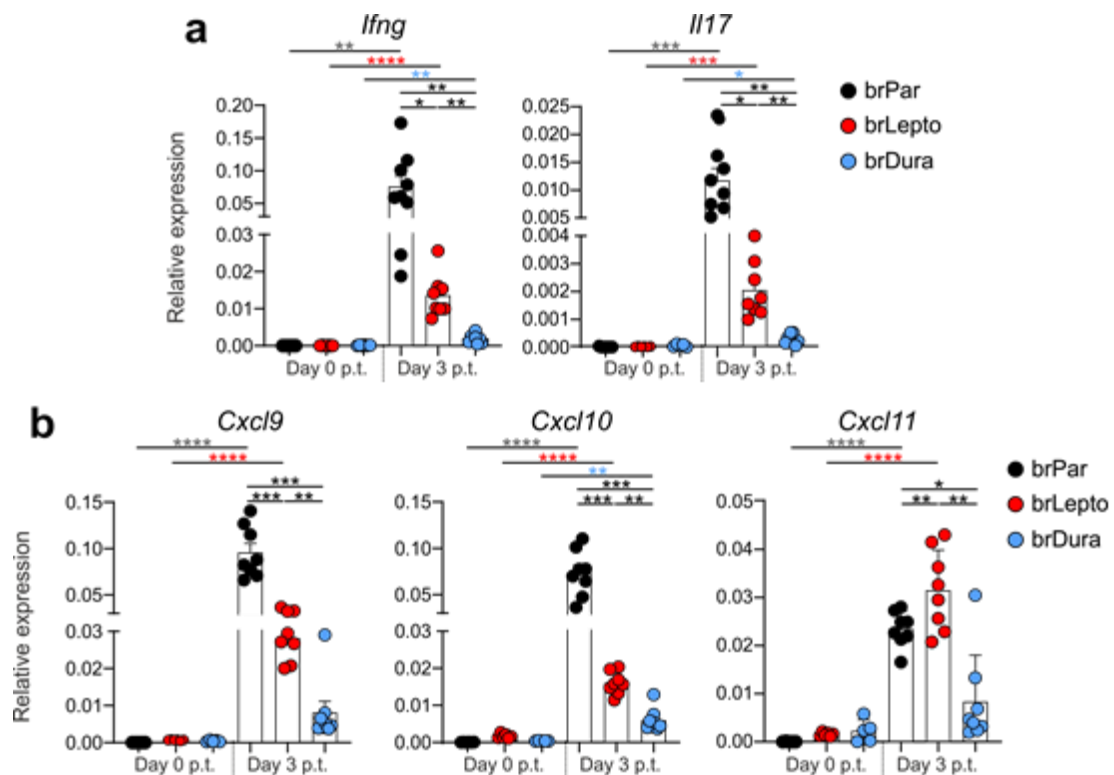 a
Ifng
Il17
** *** 
**** ***
** *
** **
* ** * **
brPar
brLepto
brDura
Relative expression
0.20
0.15
0.10
0.05
0.03
0.02
0.01
0.00
Day 0 p.t. Day 3 p.t.
0.025
0.020
0.015
0.010
0.005
0.004
0.003
0.002
0.001
0.000
Day 0 p.t. Day 3 p.t.
b
Cxcl9
Cxcl10
Cxcl11
**** **** ****
**** **** ****
**
*** *** *
*** ** *** ** ** **
brPar
brLepto
brDura
Relative expression
0.15
0.10
0.05
0.03
0.02
0.01
0.00
Day 0 p.t. Day 3 p.t.
0.15
0.10
0.05
0.03
0.02
0.01
0.00
Day 0 p.t. Day 3 p.t.
0.05
0.04
0.03
0.02
0.01
0.00
Day 0 p.t. Day 3 p.t.